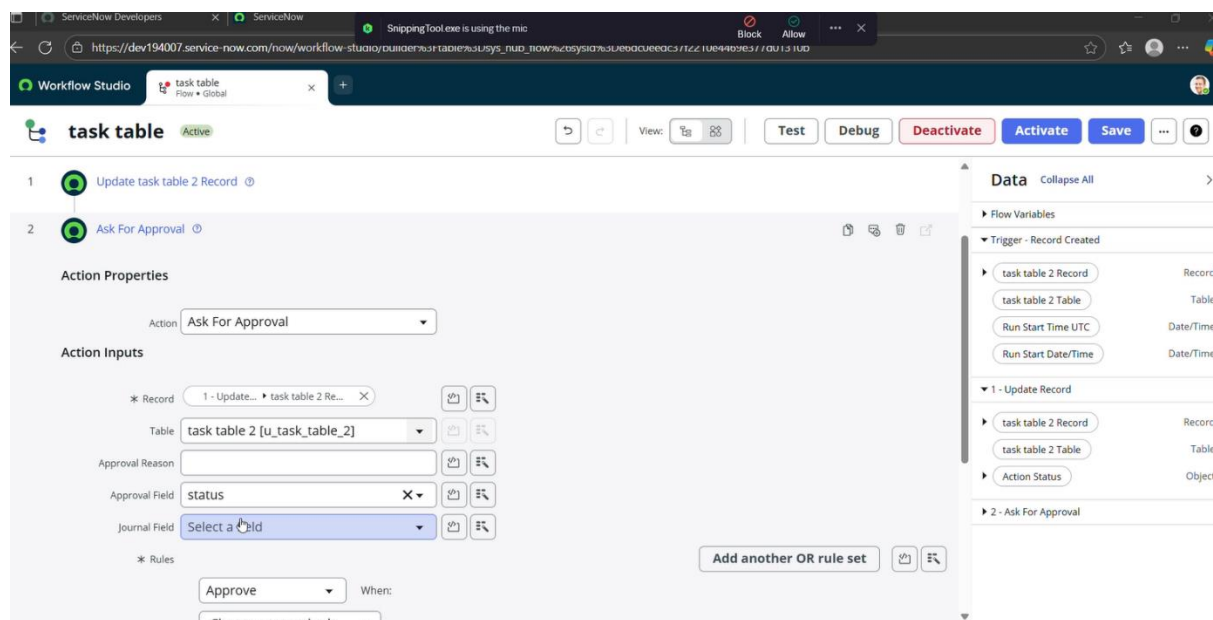 ServiceNow Developers
ServiceNow
SnippingTool.exe is using the mic
Block
Allow
Workflow Studio
task table
Flow • Global
task table
Active
View:
Test
Debug
Deactivate
Activate
Save
1
Update task table 2 Record
2
Ask For Approval
Action Properties
Action
Ask For Approval
Action Inputs
* Record
1 - Update... ▸ task table 2 Re...
Table
task table 2 [u_task_table_2]
Approval Reason
Approval Field
status
Journal Field
Select a field
* Rules
Add another OR rule set
Approve
When:
Data
Collapse All
Flow Variables
Trigger - Record Created
task table 2 Record
Record
task table 2 Table
Table
Run Start Time UTC
Date/Time
Run Start Date/Time
Date/Time
1 - Update Record
task table 2 Record
Record
task table 2 Table
Table
Action Status
Object
2 - Ask For Approval